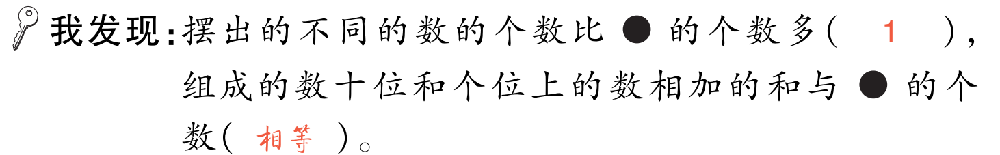 我发现:摆出的不同的数的个数比 ● 的个数多( 1 ),
组成的数十位和个位上的数相加的和与 ● 的个
数( 相等 )。